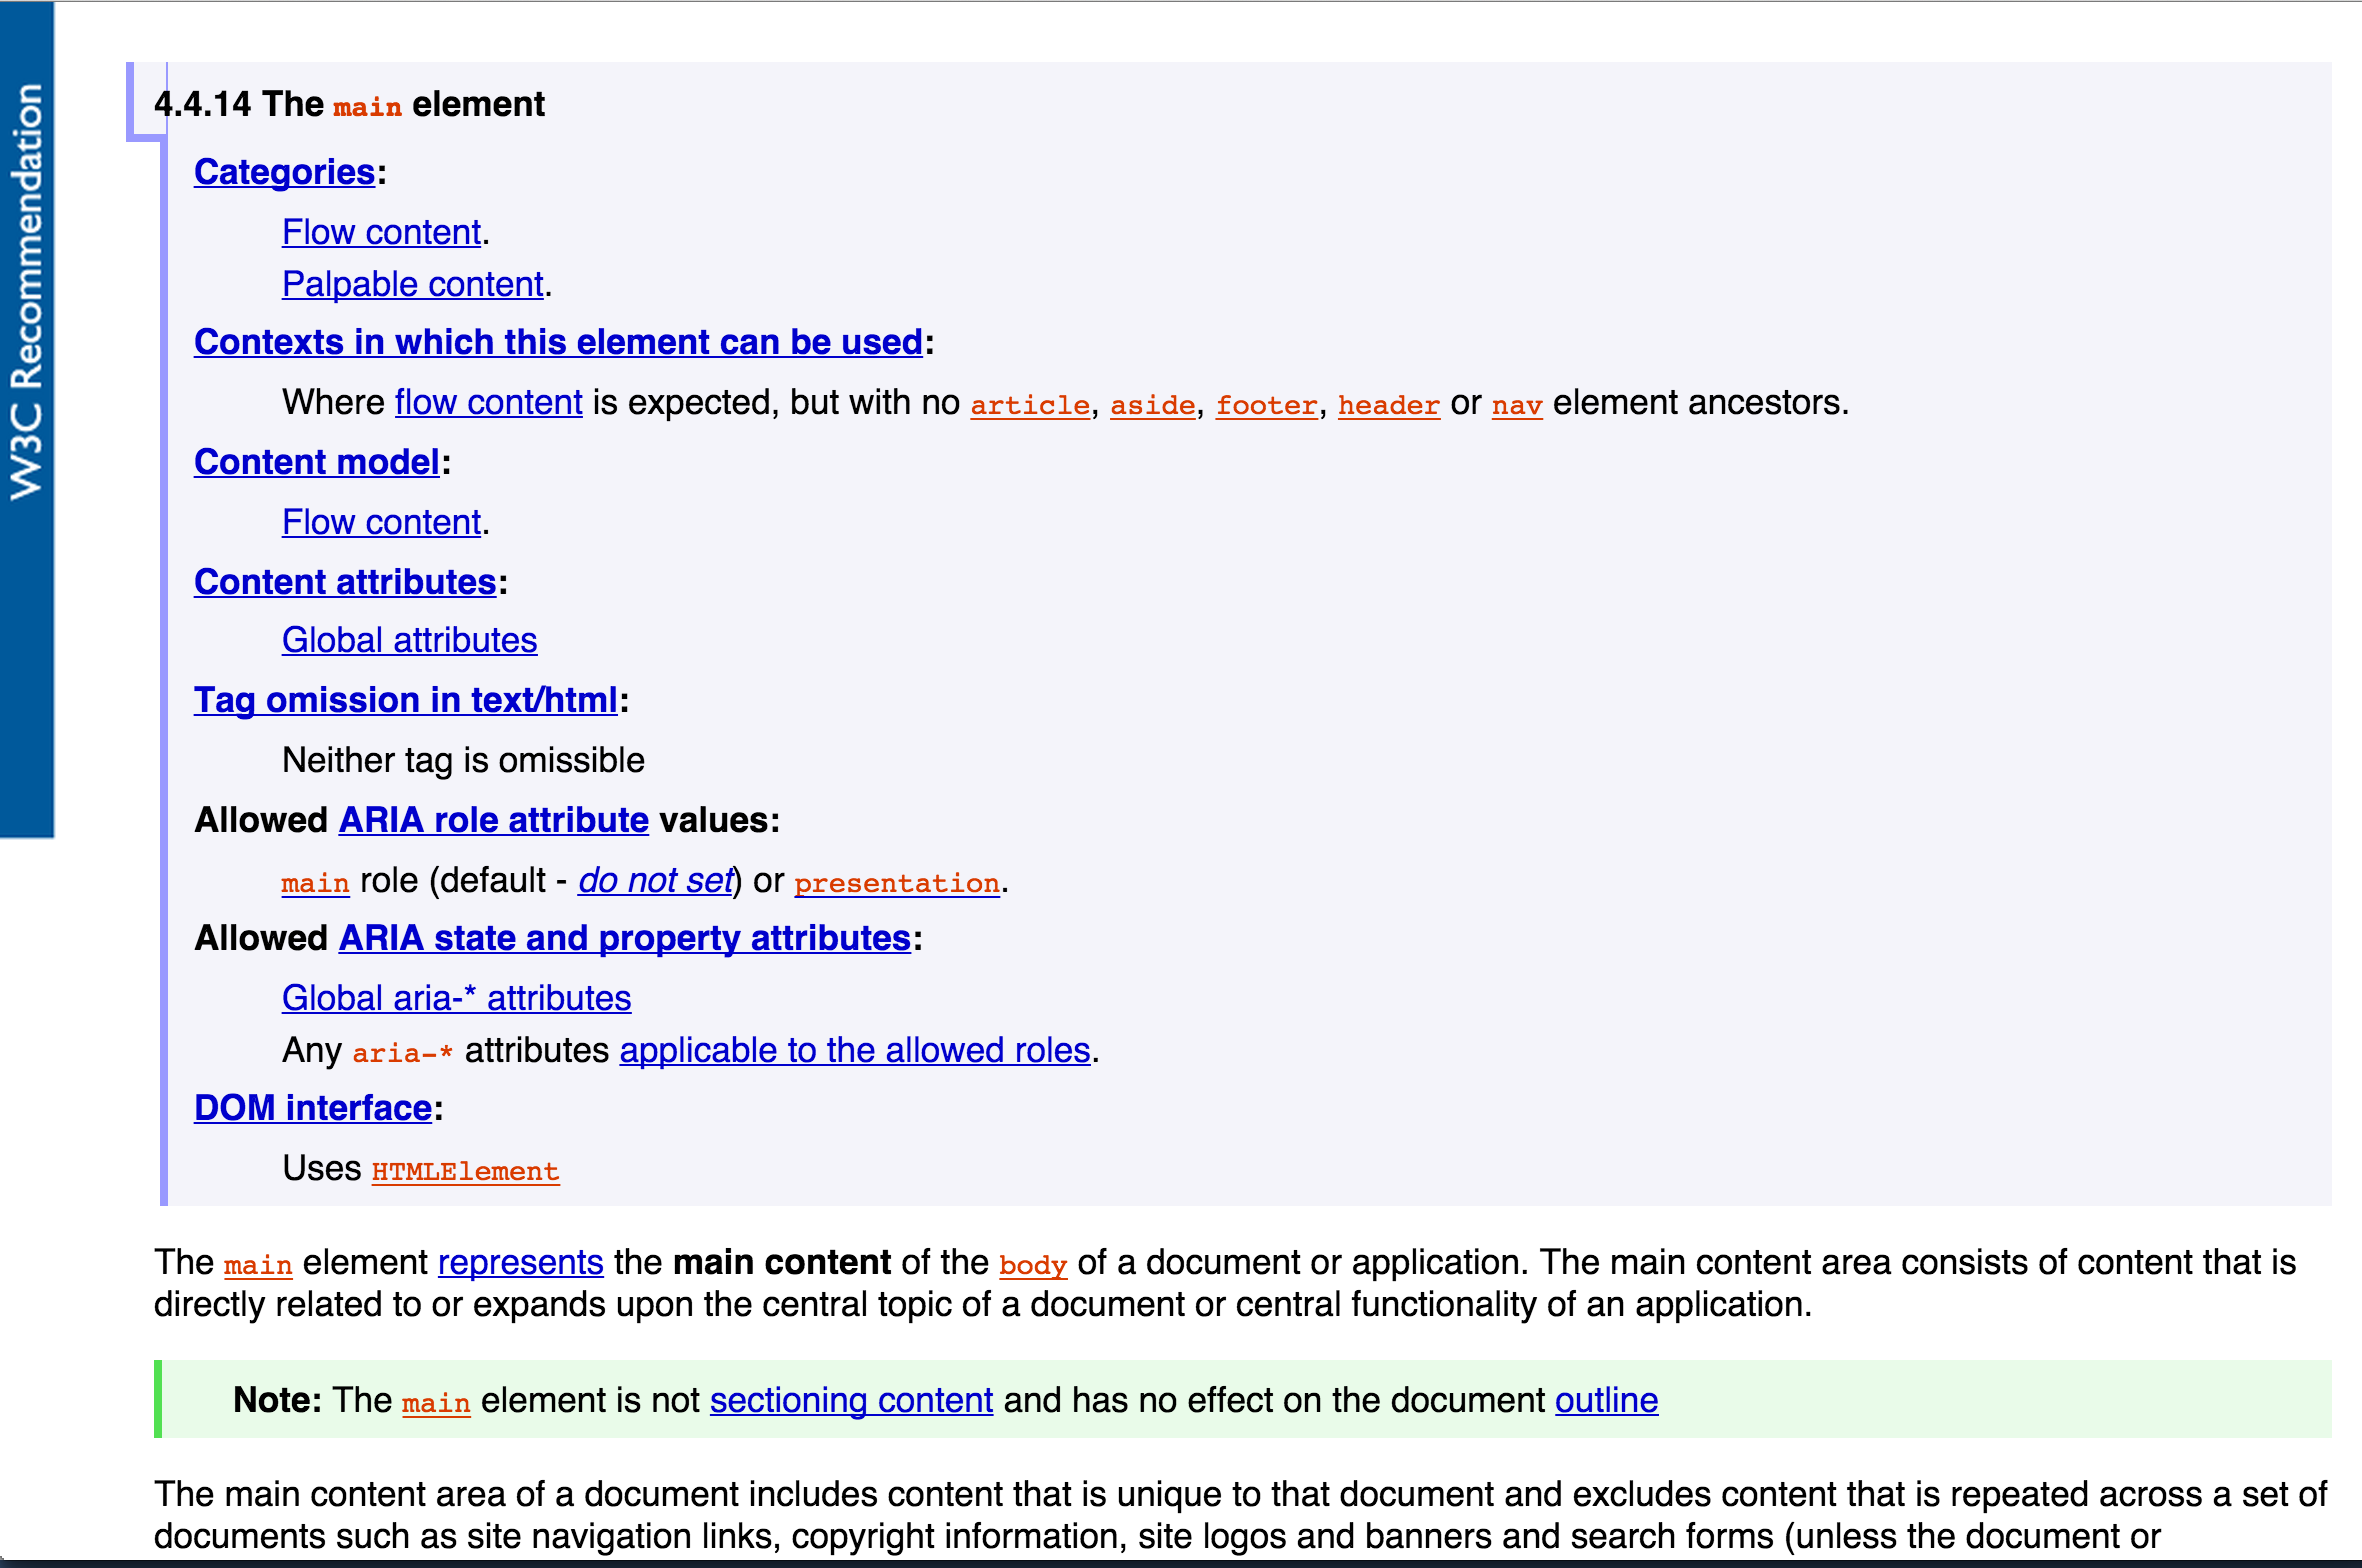 W3C Recommendation
4.4.14 The main element
Categories:
Flow content.
Palpable content.
Contexts in which this element can be used:
Where flow content is expected, but with no article, aside, footer, header or nav element ancestors.
Content model:
Flow content.
Content attributes:
Global attributes
Tag omission in text/html:
Neither tag is omissible
Allowed ARIA role attribute values:
main role (default - do not set) or presentation.
Allowed ARIA state and property attributes:
Global aria-* attributes
Any aria-* attributes applicable to the allowed roles.
DOM interface:
Uses HTMLElement
The main element represents the main content of the body of a document or application. The main content area consists of content that is
directly related to or expands upon the central topic of a document or central functionality of an application.
Note: The main element is not sectioning content and has no effect on the document outline
The main content area of a document includes content that is unique to that document and excludes content that is repeated across a set of
documents such as site navigation links, copyright information, site logos and banners and search forms (unless the document or